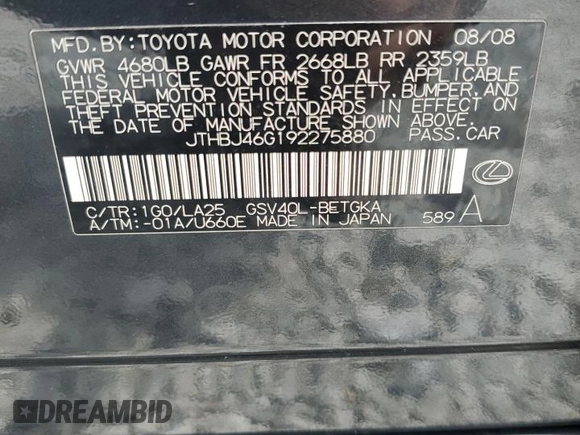 MFD.BY:TOYOTA MOTOR CORPORATION 08/08
GVWR 4680LB GAWR FR 2668LB RR 2359LB
THIS VEHICLE CONFORMS TO ALL APPLICABLE
FEDERAL MOTOR VEHICLE SAFETY,BUMPER,AND
THEFT PREVENTION STANDARDS IN EFFECT ON
THE DATE OF MANUFACTURE SHOWN ABOVE.
JTHBJ46G192275880 PASS.CAR
C/TR:1G0/LA25 GSV40L-BETGKA
A/TM:-01A/U660E MADE IN JAPAN 589 A
DREAMBID